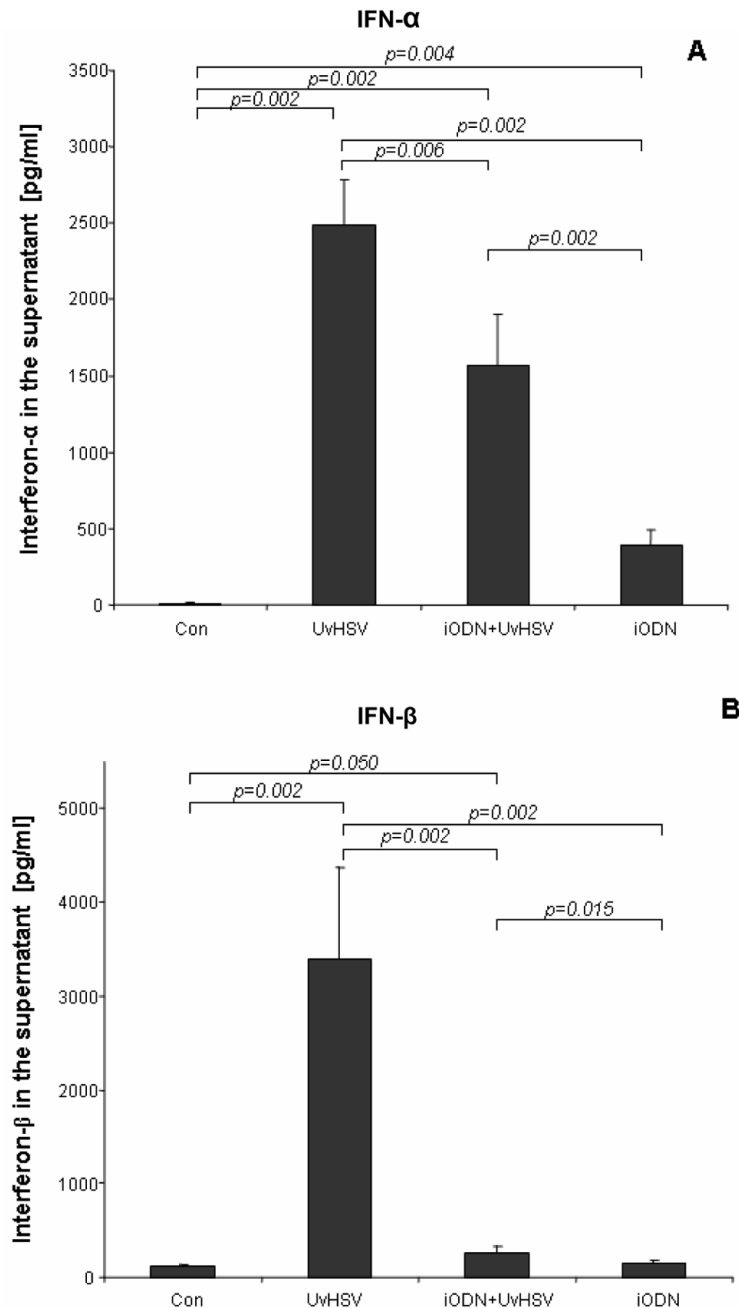 IFN-α
A
p=0.004
3500
p=0.002
p=0.002
3000
p=0.002
p=0.006
2500
p=0.002
2000
1500
1000
500
0
Interferon-α in the supernatant [pg/ml]
Con UvHSV iODN+UvHSV iODN
IFN-β
B
p=0.050
p=0.002
5000
p=0.002
p=0.002
4000
p=0.015
3000
2000
1000
0
Interferon-β in the supernatant [pg/ml]
Con UvHSV iODN+UvHSV iODN